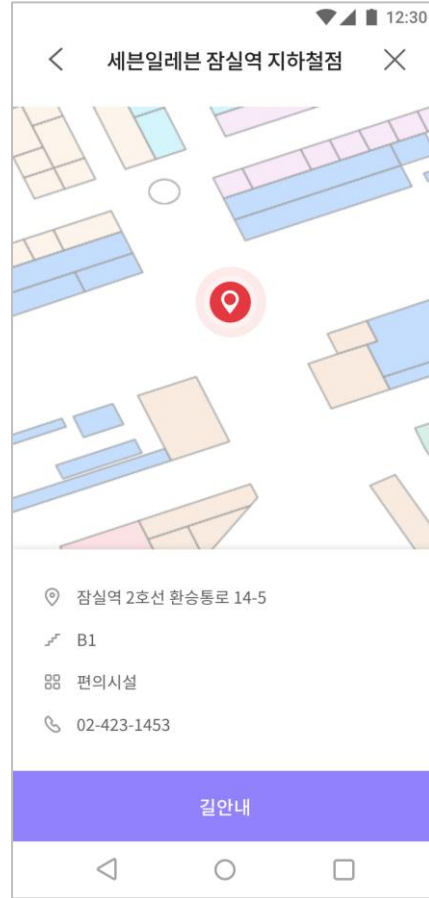 12:30
세븐일레븐 잠실역 지하철점
잠실역 2호선 환승통로 14-5
B1
편의시설
02-423-1453
길안내